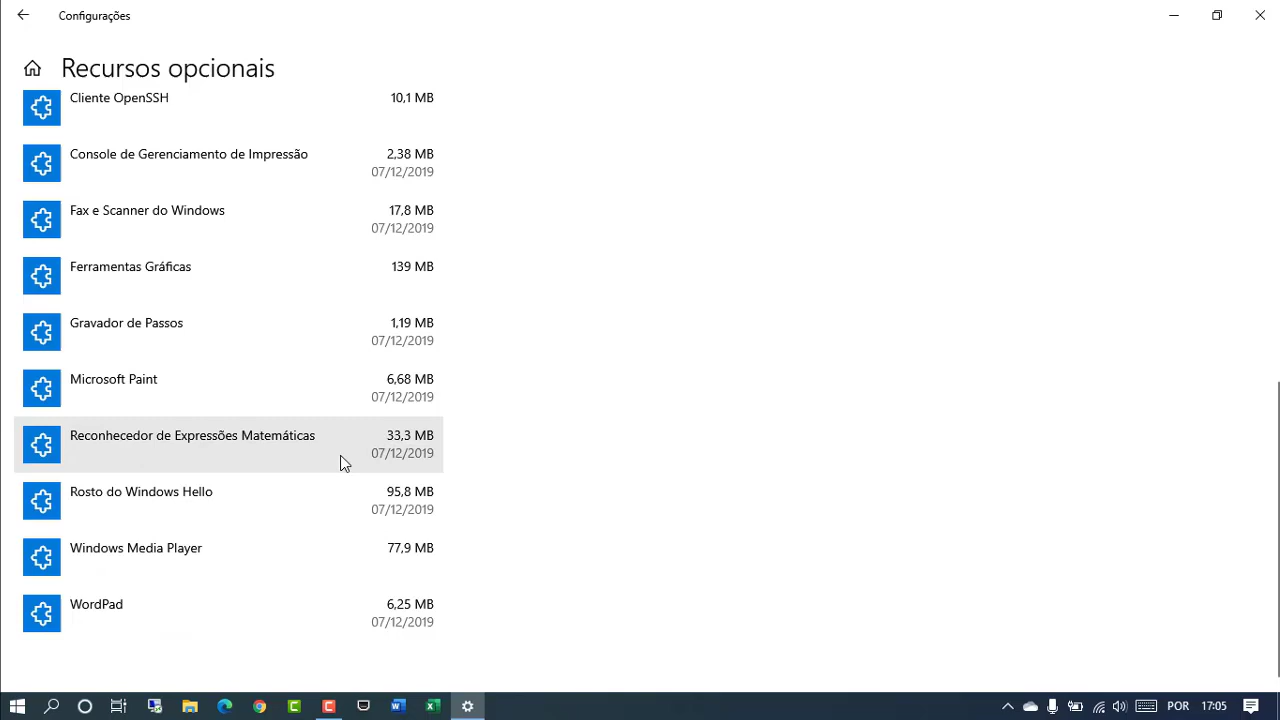 Configurações
Recursos opcionais
Cliente OpenSSH 10,1 MB
Console de Gerenciamento de Impressão 2,38 MB
07/12/2019
Fax e Scanner do Windows 17,8 MB
07/12/2019
Ferramentas Gráficas 139 MB
Gravador de Passos 1,19 MB
07/12/2019
Microsoft Paint 6,68 MB
07/12/2019
Reconhecedor de Expressões Matemáticas 33,3 MB
07/12/2019
Rosto do Windows Hello 95,8 MB
07/12/2019
Windows Media Player 77,9 MB
WordPad 6,25 MB
07/12/2019
POR 17:05